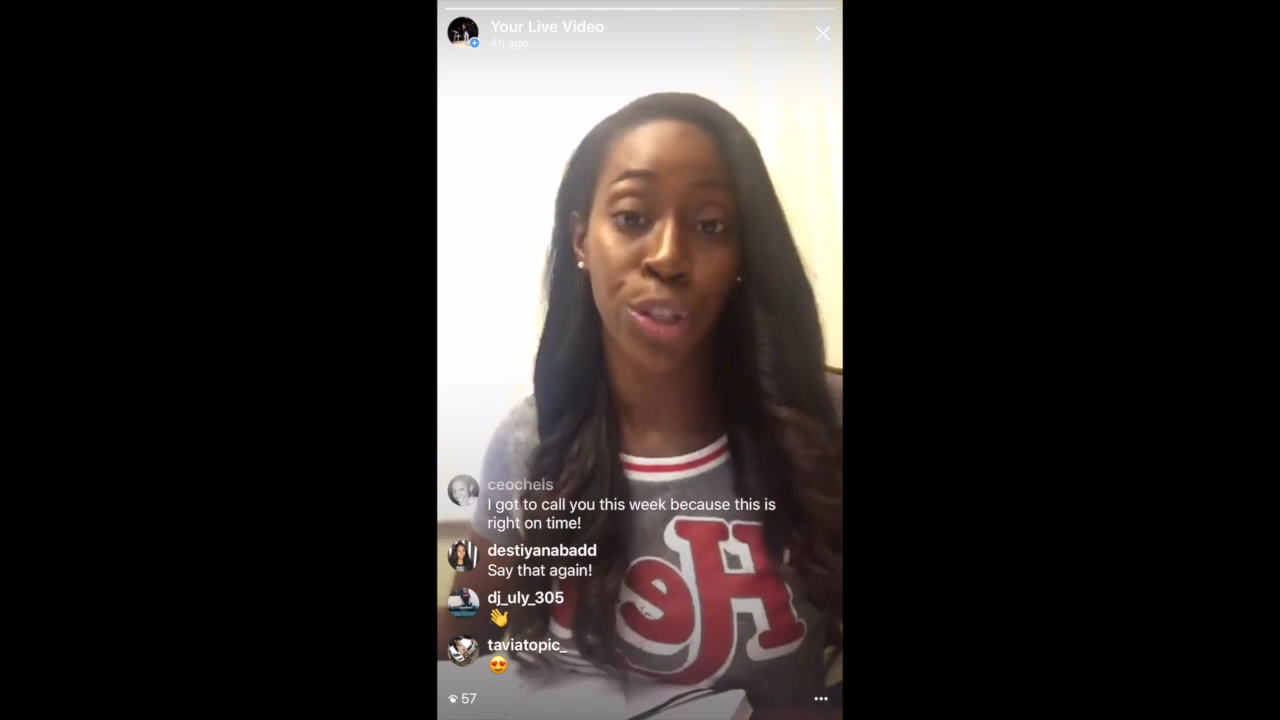 Your Live Video
4h ago
ceochels
I got to call you this week because this is
right on time!
destiyanabadd
Say that again!
dj_uly_305
👋
taviatopic_
😍
57